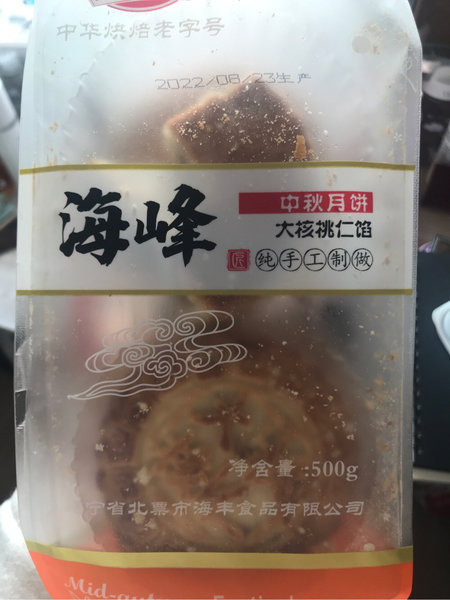 中华烘焙老字号
2022/08/23生产
海峰
中秋月饼
大核桃仁馅
纯手工制做
净含量:500g
宁省北票市海丰食品有限公司
Mid-